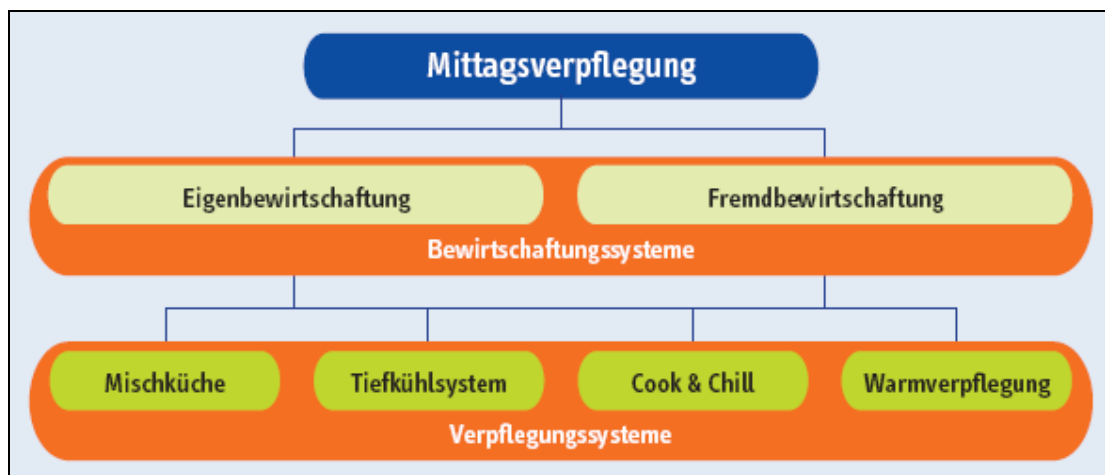 Mittagsverpflegung
Eigenbewirtschaftung
Fremdbewirtschaftung
Bewirtschaftungssysteme
Mischküche
Tiefkühlsystem
Cook & Chill
Warmverpflegung
Verpflegungssysteme